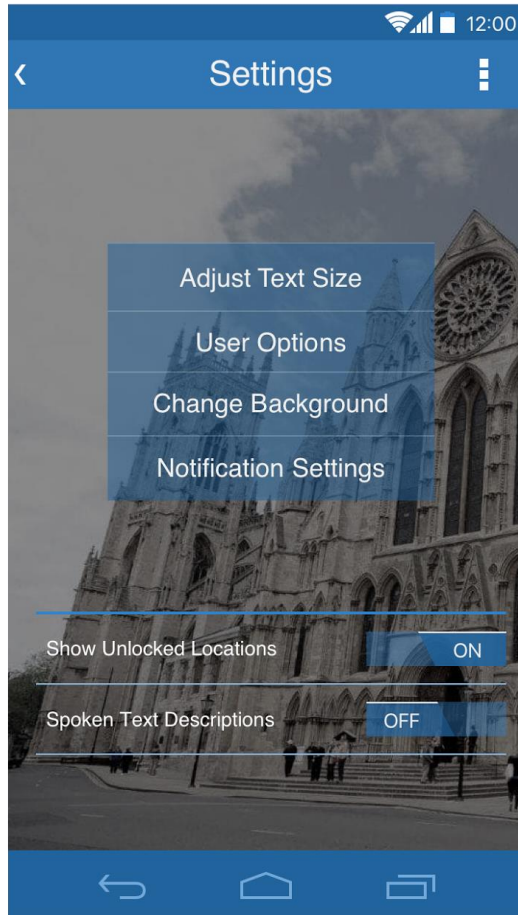 12:00
Settings
Adjust Text Size
User Options
Change Background
Notification Settings
Show Unlocked Locations ON
Spoken Text Descriptions OFF